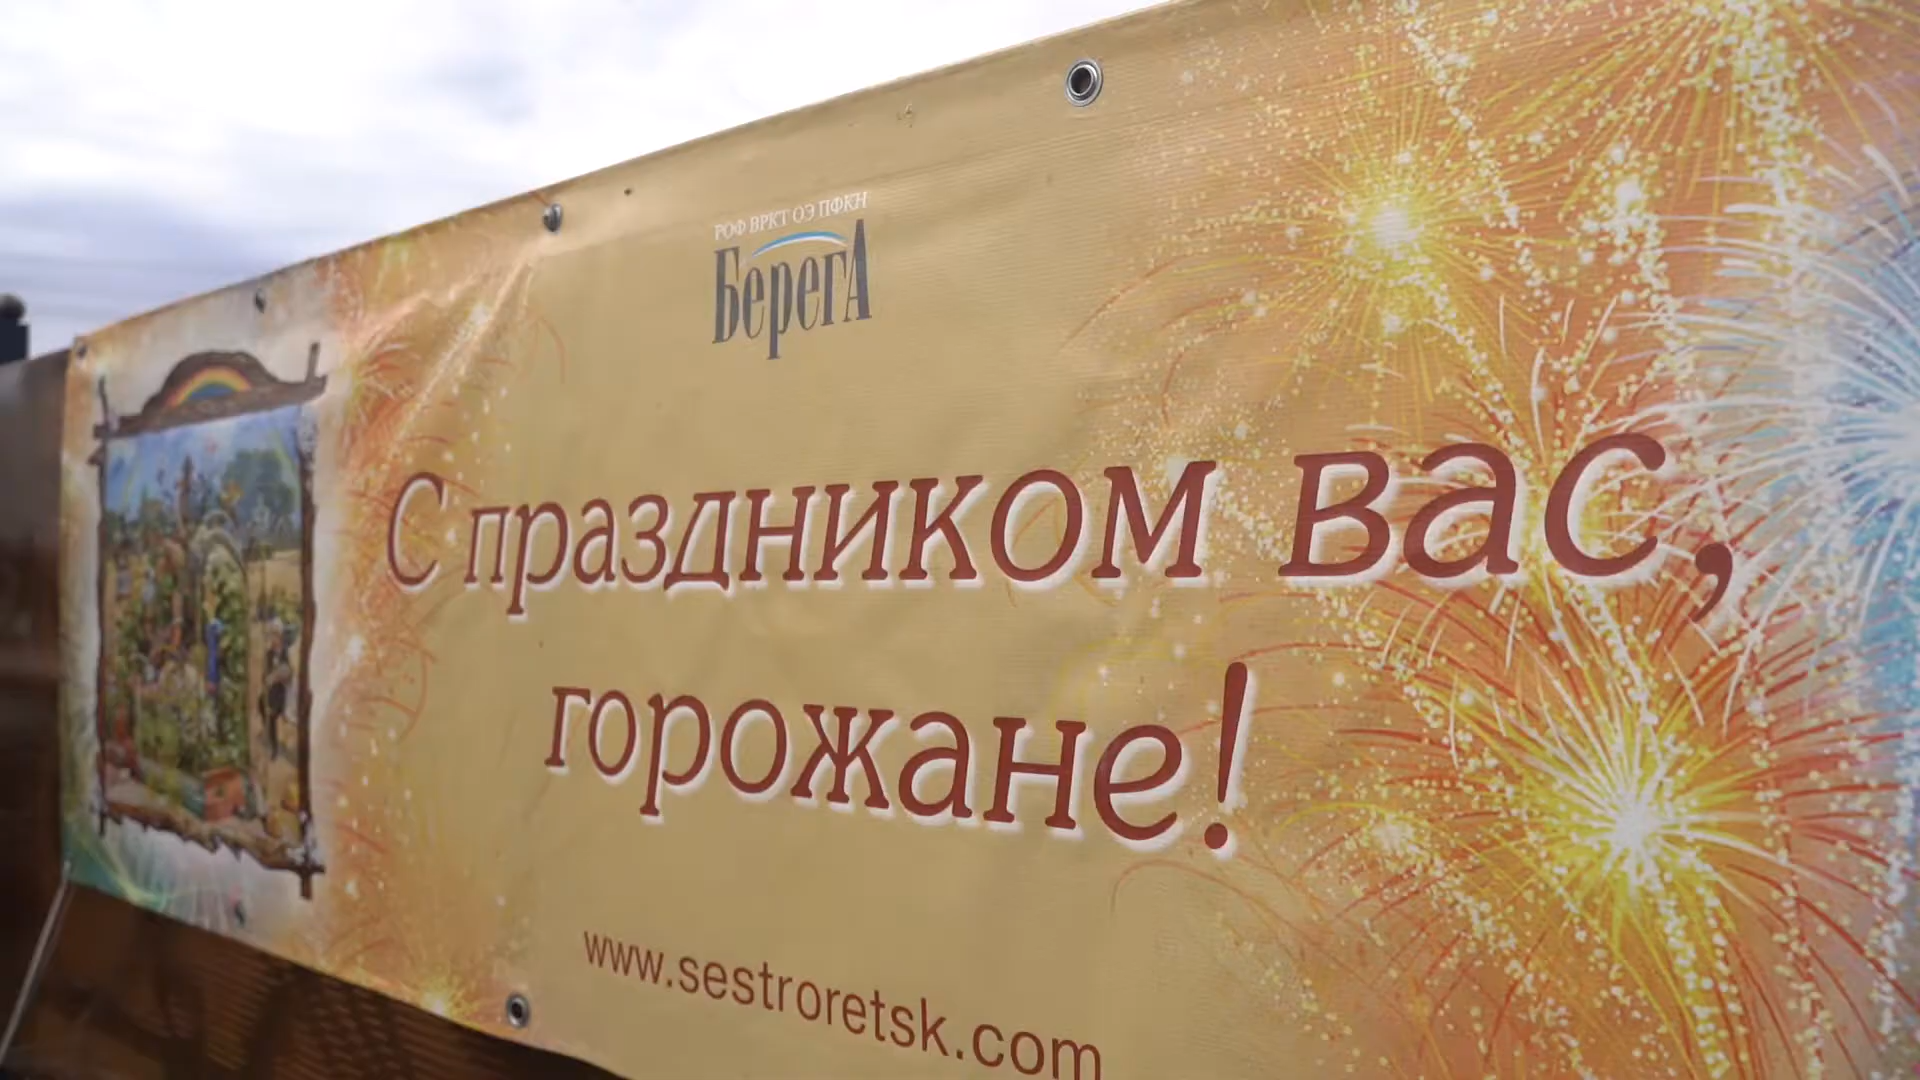 РОФ ВРКТ ОЭ ПФКН
БерегА
С праздником вас,
горожане!
www.sestroretsk.com